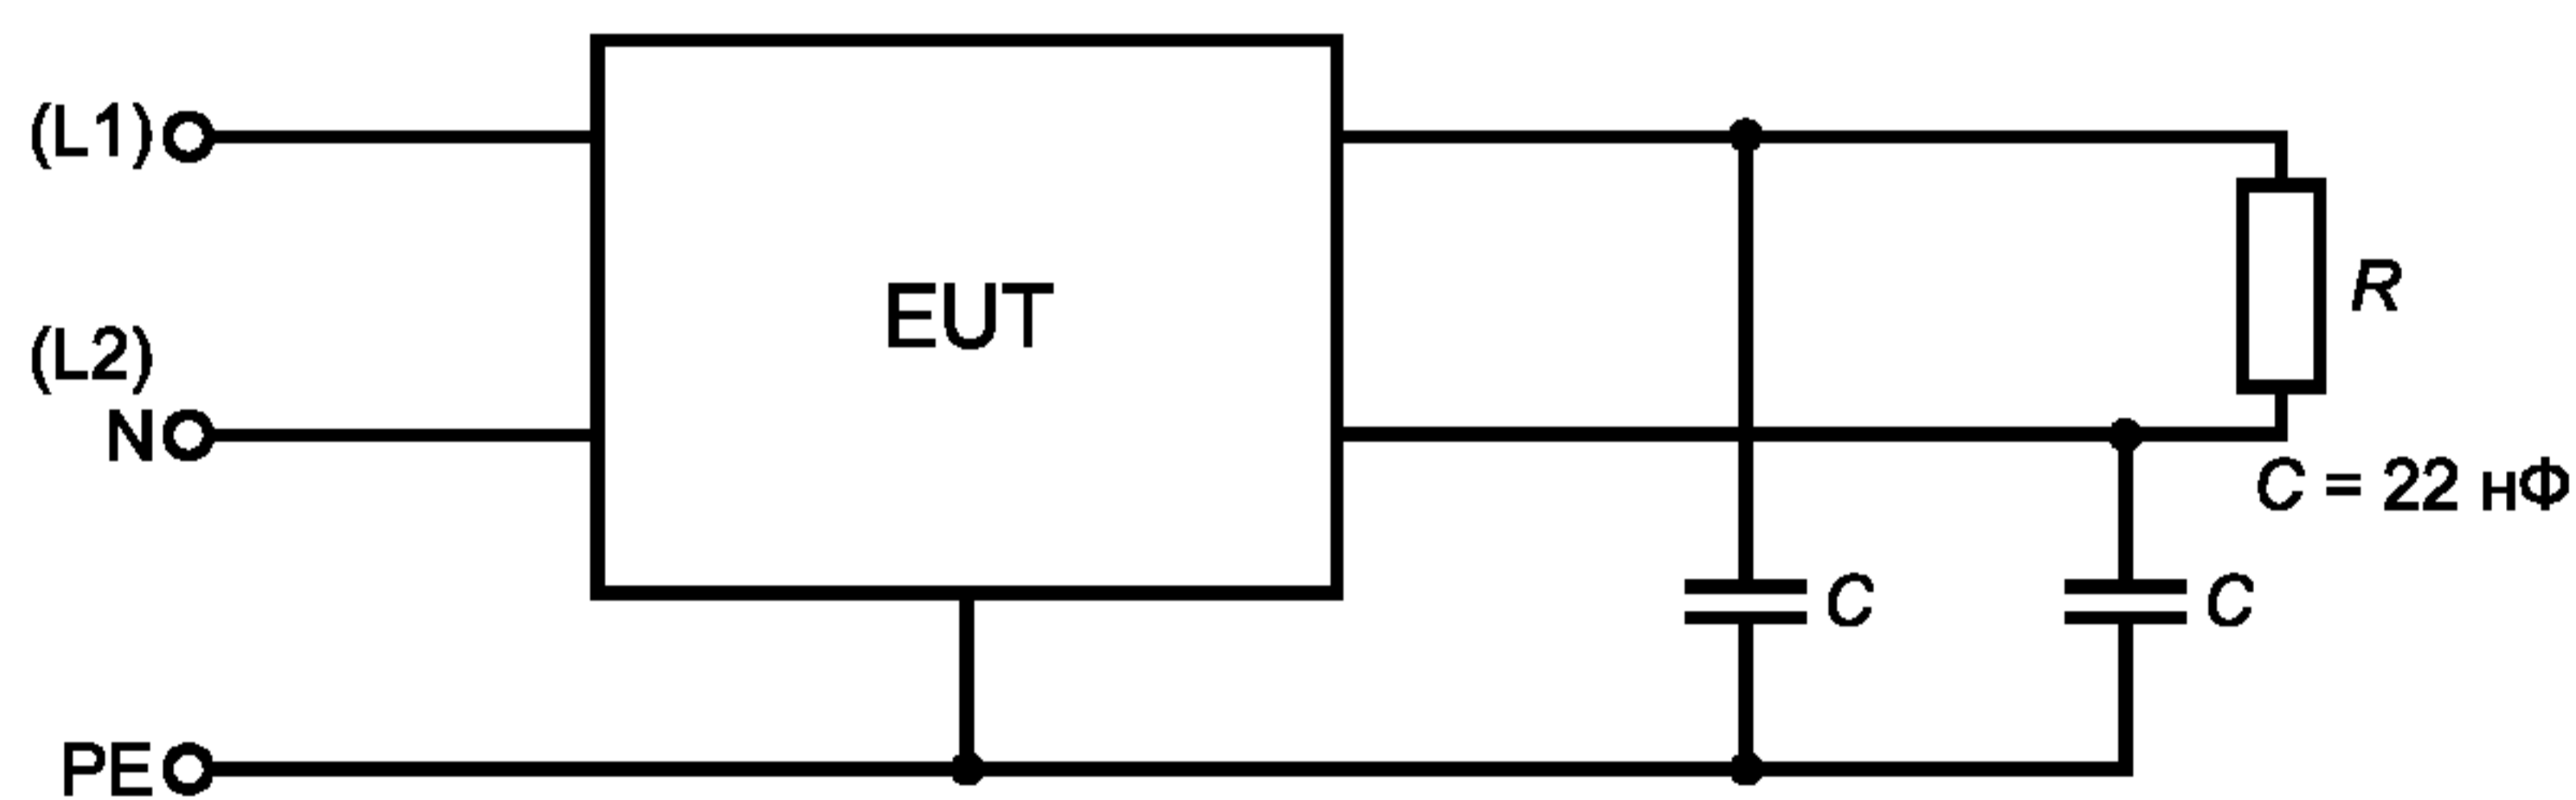 (L1)
EUT
R
(L2)
N
C = 22 нФ
C
C
PE